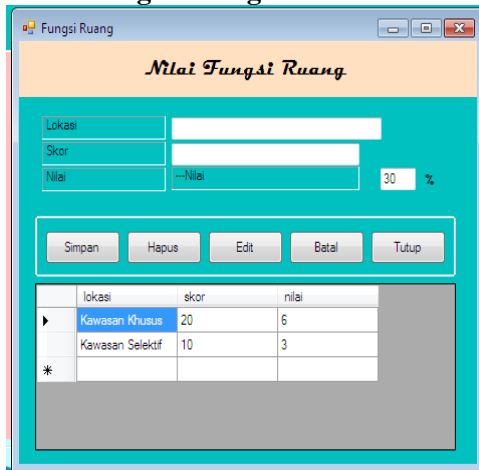 Fungsi Ruang
Nilai Fungsi Ruang
Lokasi
Skor
Nilai ---Nilai 30 %
Simpan Hapus Edit Batal Tutup
lokasi skor nilai
Kawasan Khusus 20 6
Kawasan Selektif 10 3